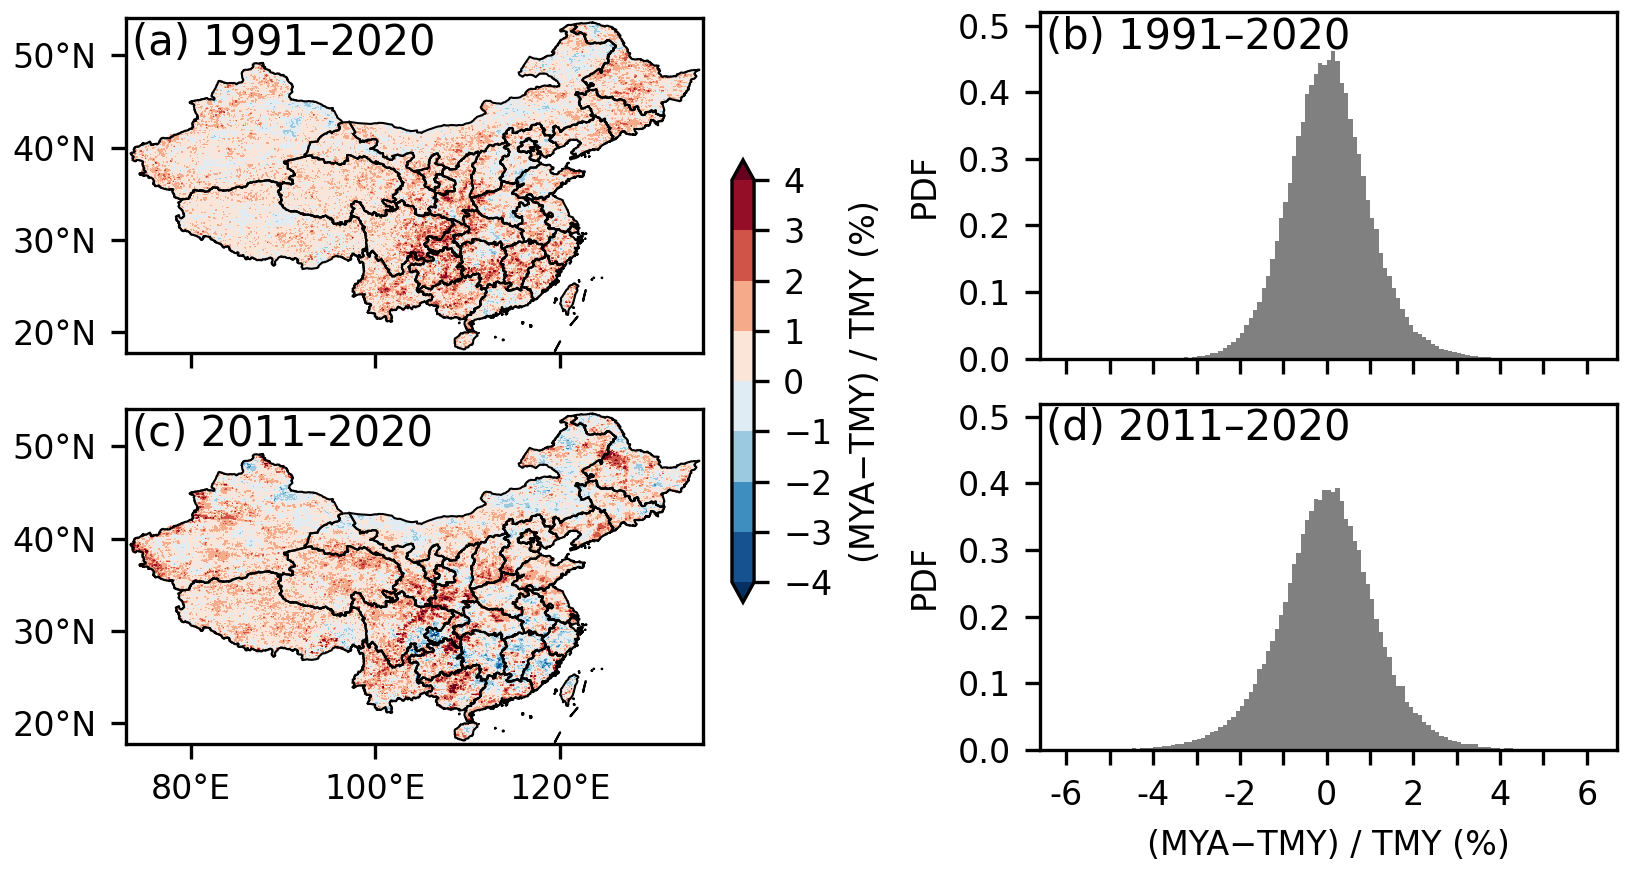 (a) 1991–2020
50°N
40°N
30°N
20°N
(b) 1991–2020
0.5
0.4
0.3
0.2
0.1
0.0
PDF
4
3
2
1
0
−1
−2
−3
−4
(MYA−TMY) / TMY (%)
(c) 2011–2020
50°N
40°N
30°N
20°N
80°E 100°E 120°E
(d) 2011–2020
0.5
0.4
0.3
0.2
0.1
0.0
PDF
-6 -4 -2 0 2 4 6
(MYA−TMY) / TMY (%)